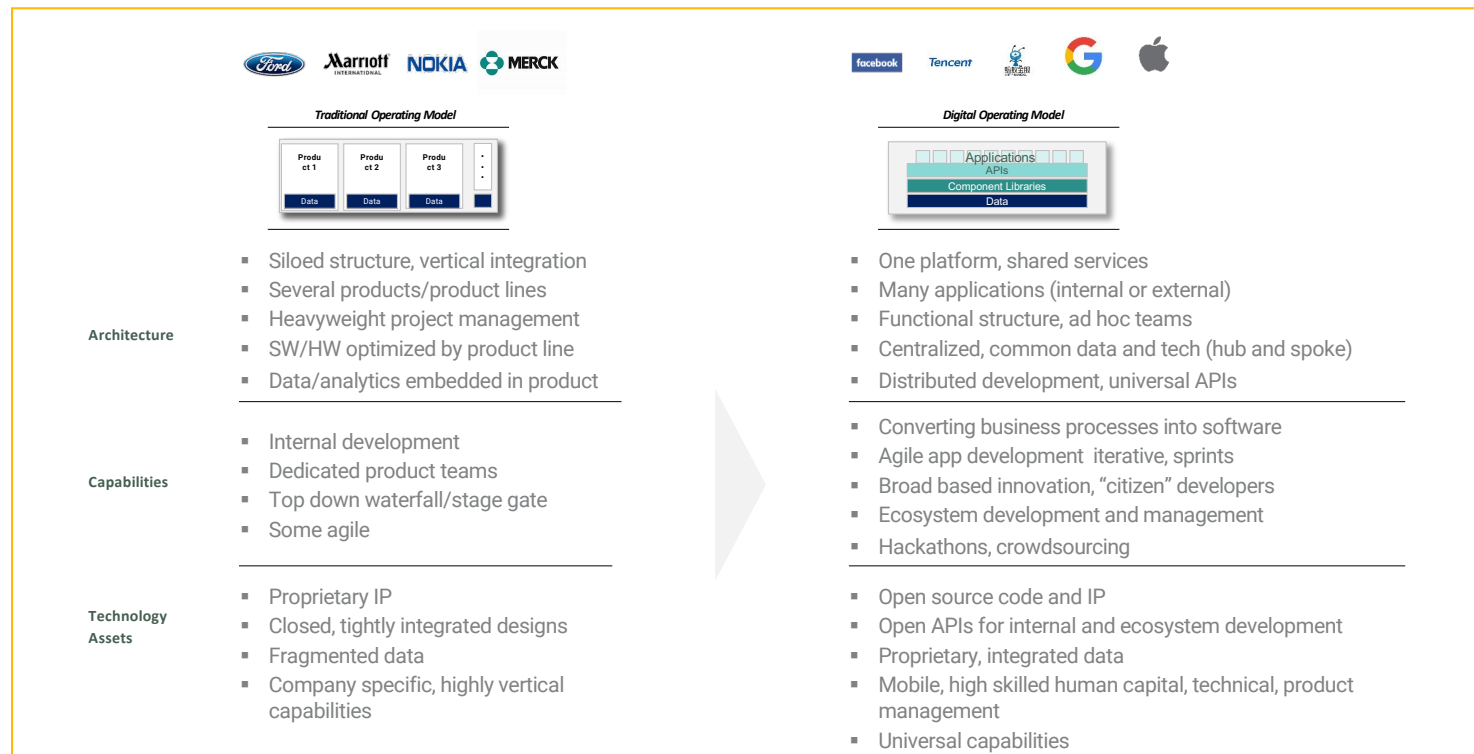 Ford
Marriott
INTERNATIONAL
NOKIA
MERCK
facebook
Tencent
蚂蚁金服
G
Traditional Operating Model
Digital Operating Model
Produ
ct 1
Produ
ct 2
Produ
ct 3
Data
Data
Data
Applications
APIs
Component Libraries
Data
Architecture
▪ Siloed structure, vertical integration
▪ Several products/product lines
▪ Heavyweight project management
▪ SW/HW optimized by product line
▪ Data/analytics embedded in product
▪ One platform, shared services
▪ Many applications (internal or external)
▪ Functional structure, ad hoc teams
▪ Centralized, common data and tech (hub and spoke)
▪ Distributed development, universal APIs
Capabilities
▪ Internal development
▪ Dedicated product teams
▪ Top down waterfall/stage gate
▪ Some agile
▪ Converting business processes into software
▪ Agile app development  iterative, sprints
▪ Broad based innovation, “citizen” developers
▪ Ecosystem development and management
▪ Hackathons, crowdsourcing
Technology
Assets
▪ Proprietary IP
▪ Closed, tightly integrated designs
▪ Fragmented data
▪ Company specific, highly vertical
capabilities
▪ Open source code and IP
▪ Open APIs for internal and ecosystem development
▪ Proprietary, integrated data
▪ Mobile, high skilled human capital, technical, product
management
▪ Universal capabilities